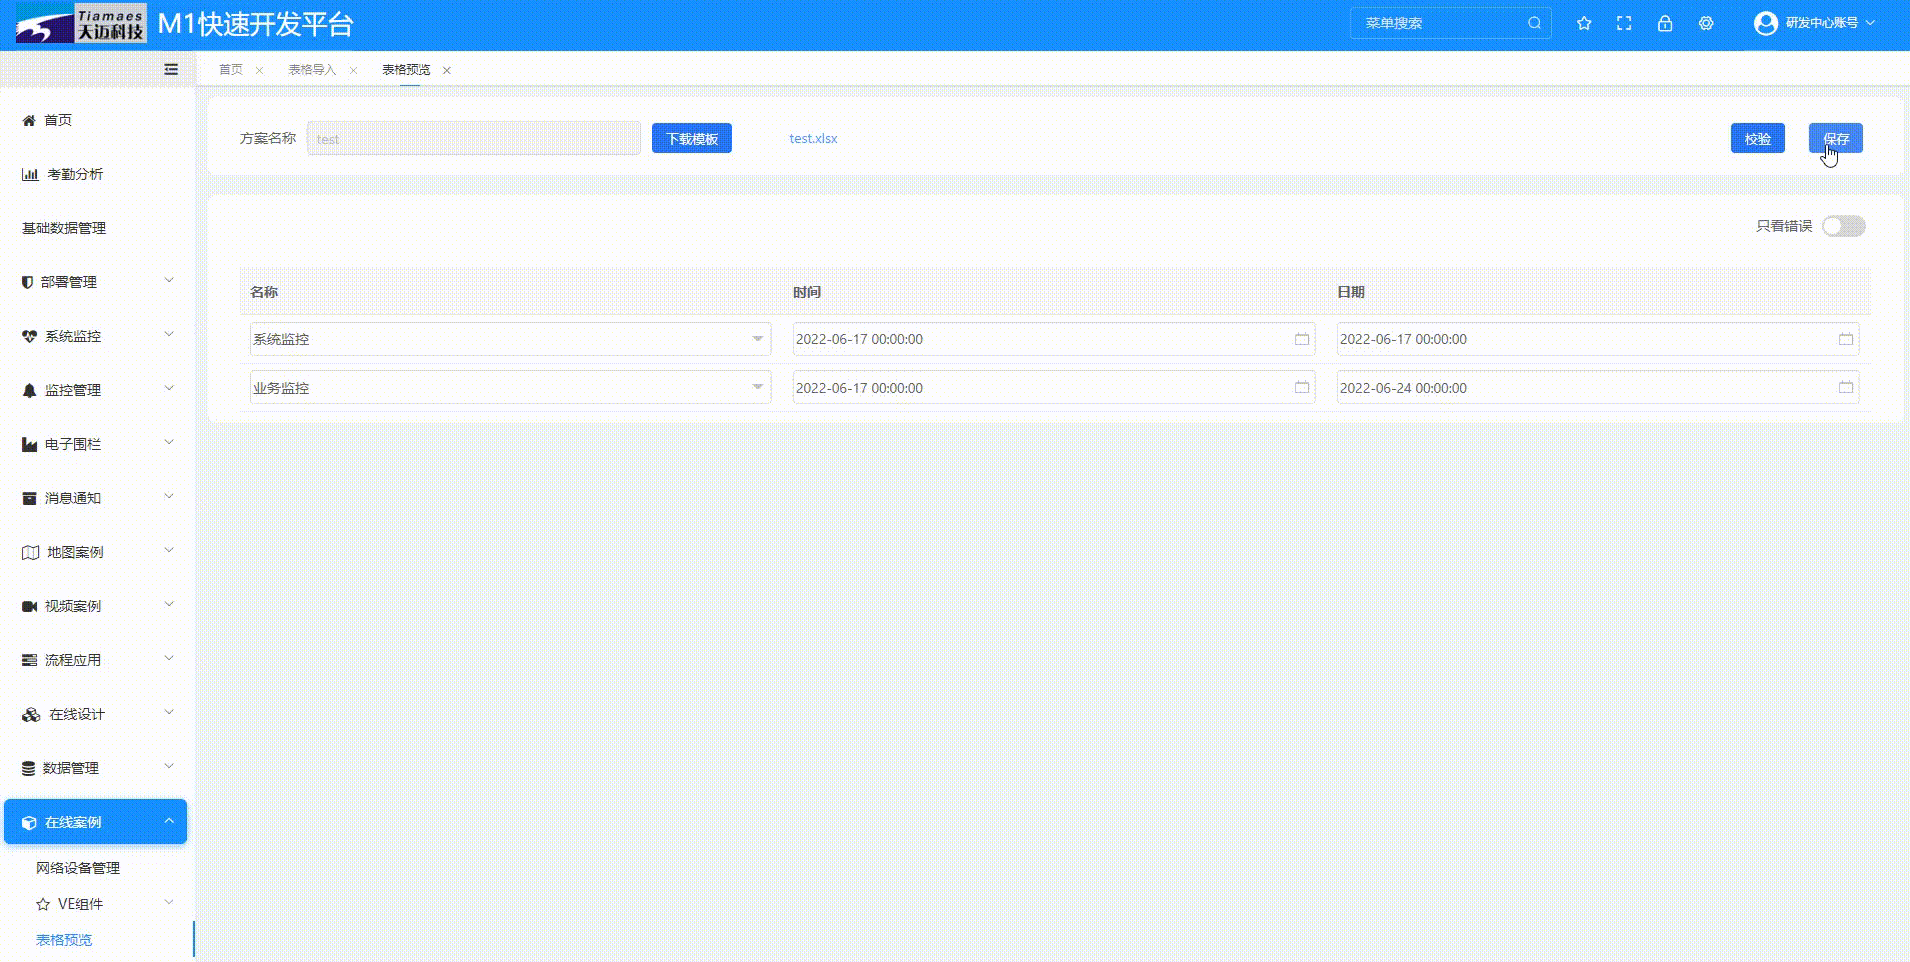 Tiamaes
天迈科技
M1快速开发平台
菜单搜索
研发中心账号
首页
表格导入
表格预览
首页
考勤分析
基础数据管理
部署管理
系统监控
监控管理
电子围栏
消息通知
地图案例
视频案例
流程应用
在线设计
数据管理
在线案例
网络设备管理
VE组件
表格预览
方案名称
test
下载模板
test.xlsx
校验
保存
只看错误
名称 时间 日期
系统监控 2022-06-17 00:00:00 2022-06-17 00:00:00
业务监控 2022-06-17 00:00:00 2022-06-24 00:00:00